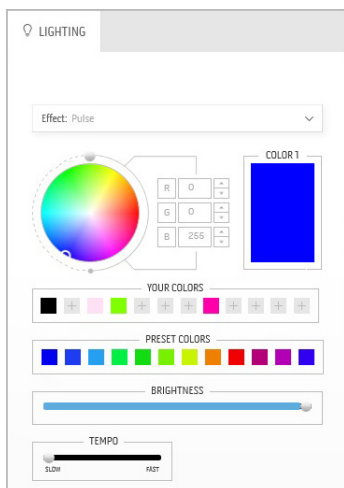 LIGHTING
Effect: Pulse
COLOR 1
R 0
G 0
B 255
YOUR COLORS
PRESET COLORS
BRIGHTNESS
TEMPO
SLOW FAST